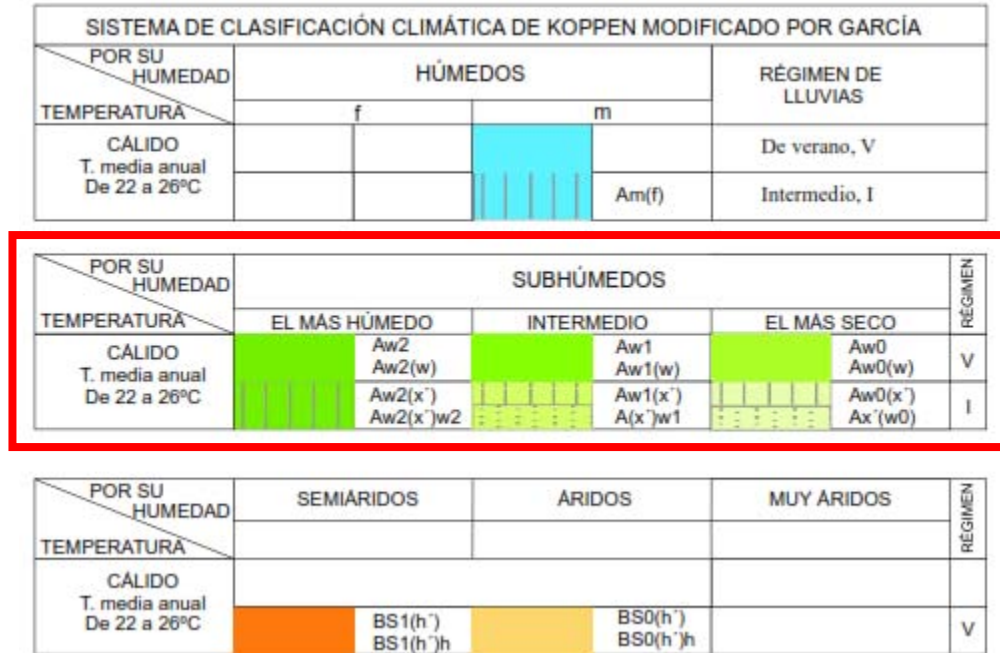 SISTEMA DE CLASIFICACIÓN CLIMÁTICA DE KOPPEN MODIFICADO POR GARCÍA
POR SU
HUMEDAD
TEMPERATURA
HÚMEDOS
RÉGIMEN DE
LLUVIAS
f
m
CÁLIDO
T. media anual
De 22 a 26ºC
De verano, V
Am(f)
Intermedio, I
POR SU
HUMEDAD
TEMPERATURA
SUBHÚMEDOS
RÉGIMEN
EL MÁS HÚMEDO
INTERMEDIO
EL MÁS SECO
CÁLIDO
T. media anual
De 22 a 26ºC
Aw2
Aw2(w)
Aw1
Aw1(w)
Aw0
Aw0(w)
V
Aw2(x´)
Aw2(x´)w2
Aw1(x´)
A(x´)w1
Aw0(x´)
Ax´(w0)
I
POR SU
HUMEDAD
TEMPERATURA
SEMIÁRIDOS
ÁRIDOS
MUY ÁRIDOS
RÉGIMEN
CÁLIDO
T. media anual
De 22 a 26ºC
BS1(h´)
BS1(h´)h
BS0(h´)
BS0(h´)h
V